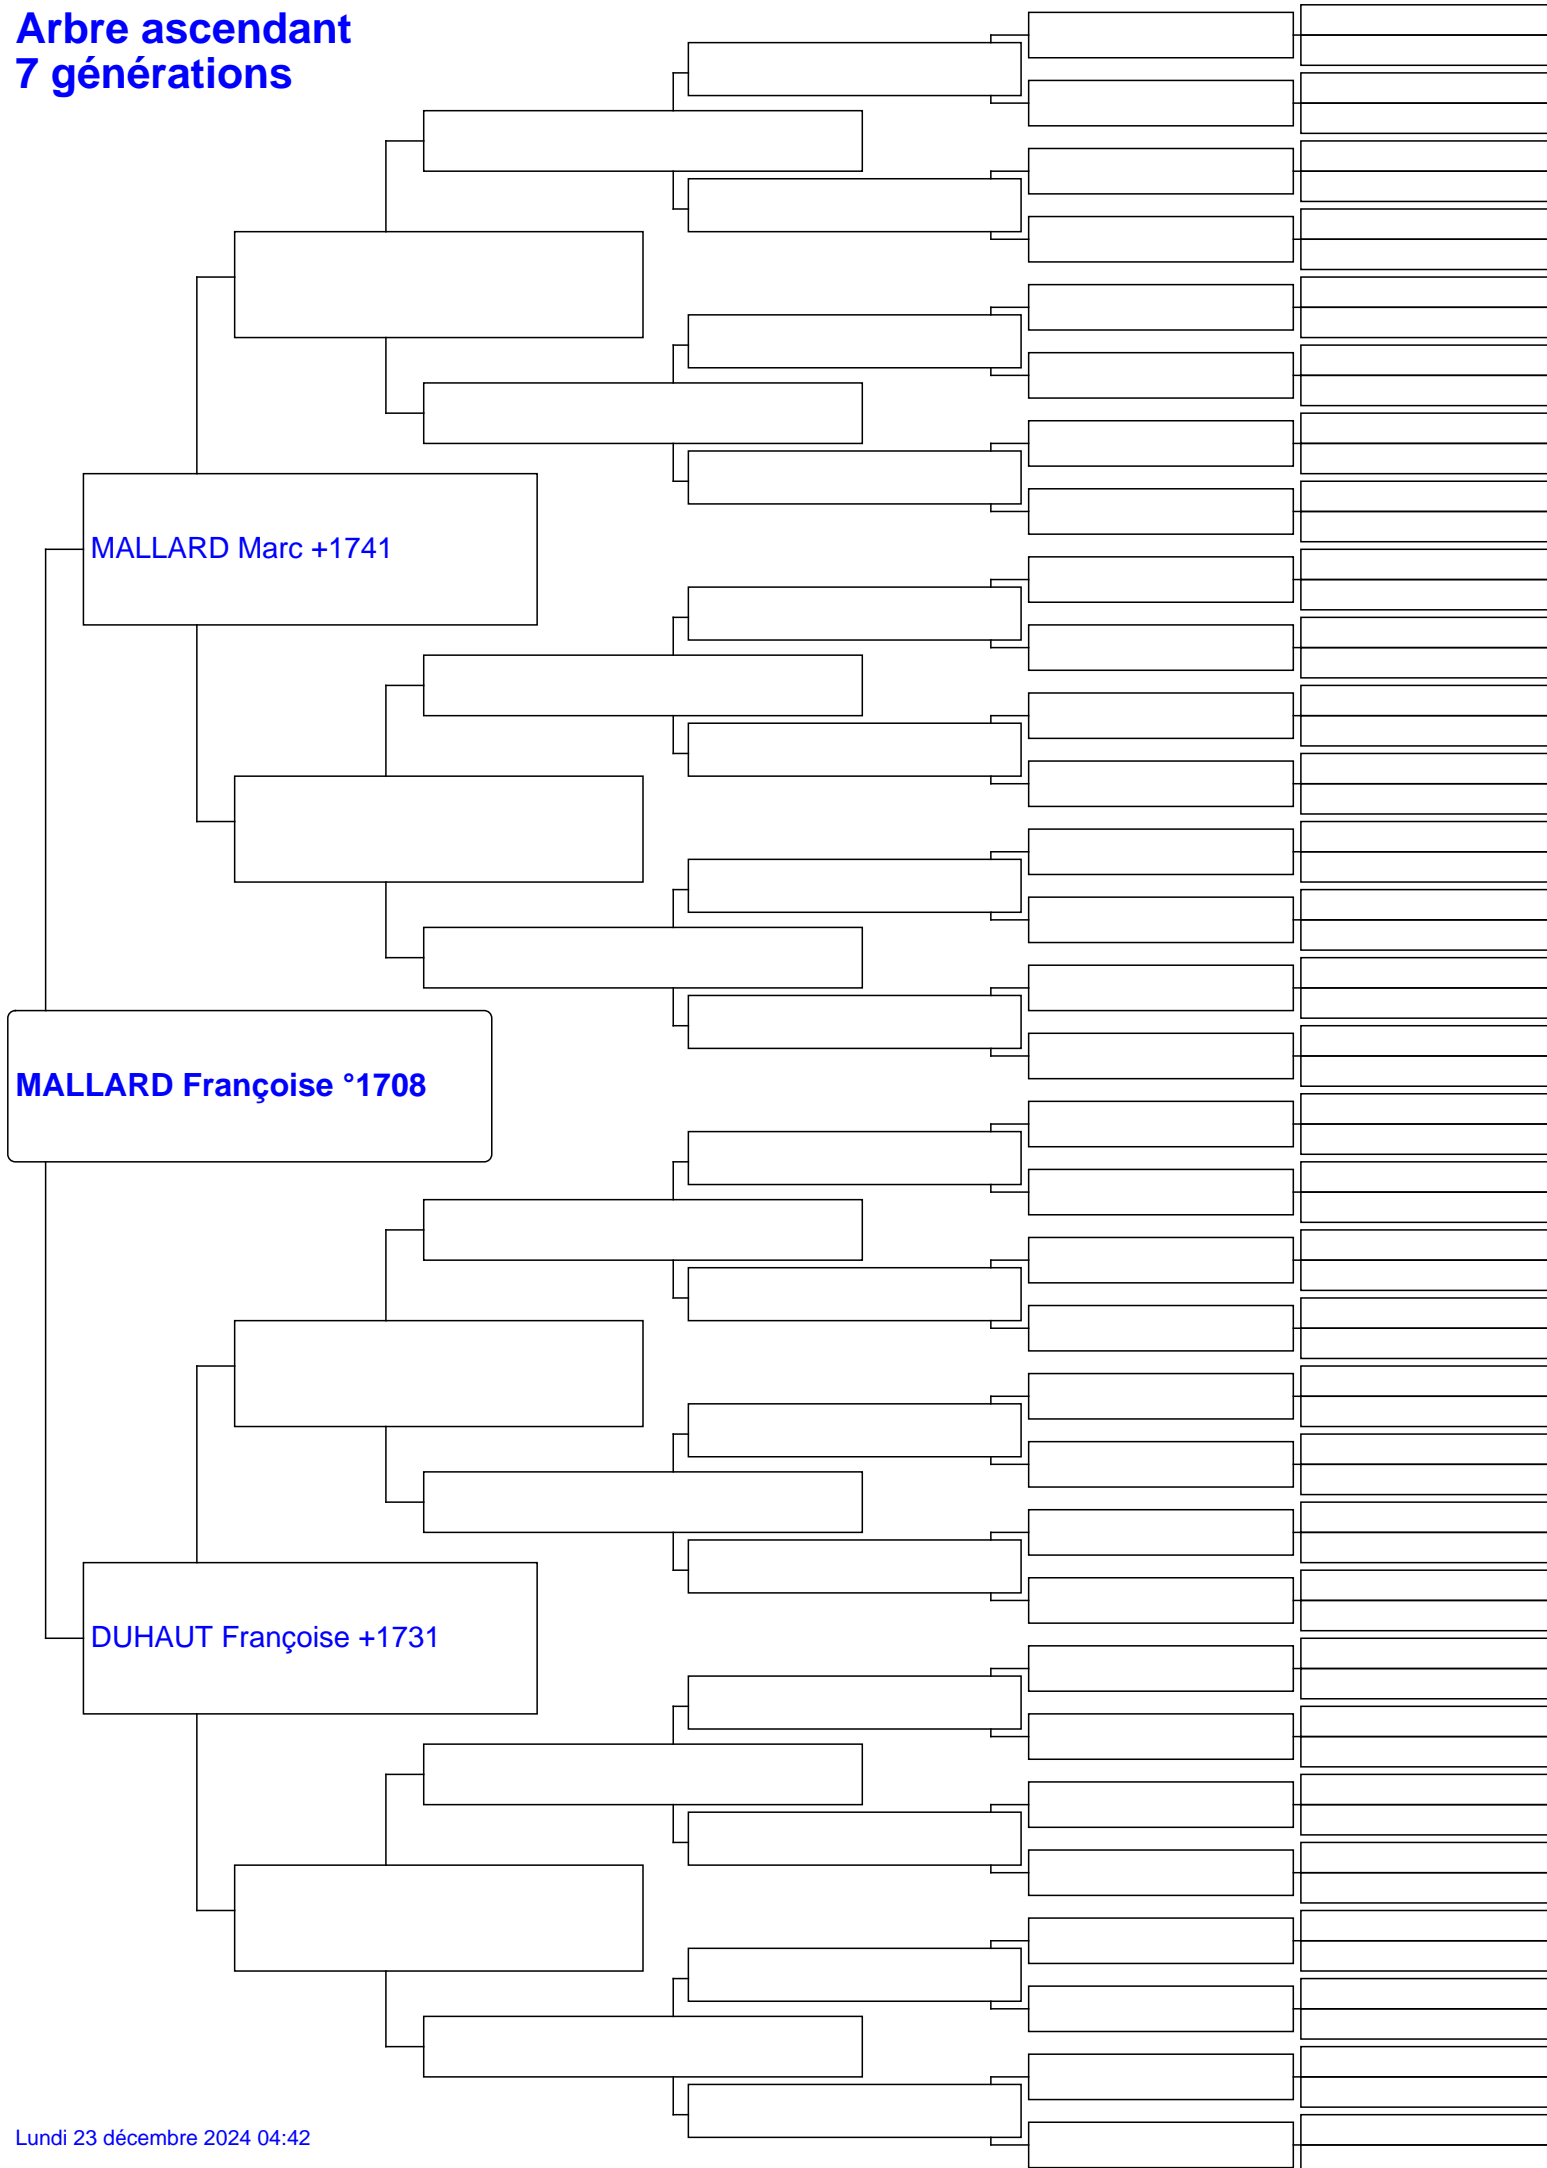 Arbre ascendant
7 générations
MALLARD Marc +1741
MALLARD Françoise °1708
DUHAUT Françoise +1731
Lundi 23 décembre 2024 04:42